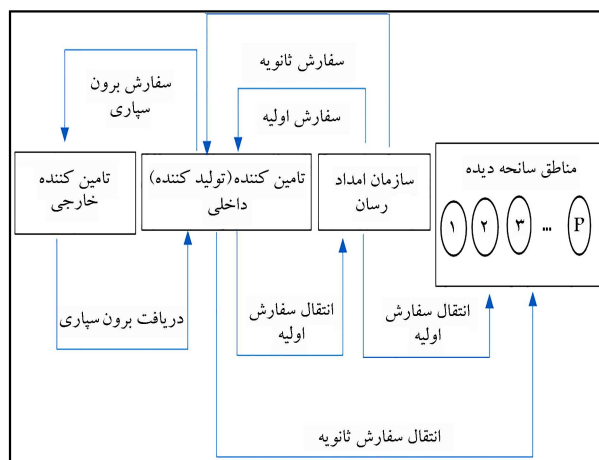 سفارش ثانویه
سفارش برون
سپاری
سفارش اولیه
مناطق سانحه دیده
۱ ۲ ۳ ... P
سازمان امداد
رسان
تامین کننده(تولید کننده)
داخلی
تامین کننده
خارجی
انتقال سفارش
اولیه
انتقال سفارش
اولیه
دریافت برون سپاری
انتقال سفارش ثانویه